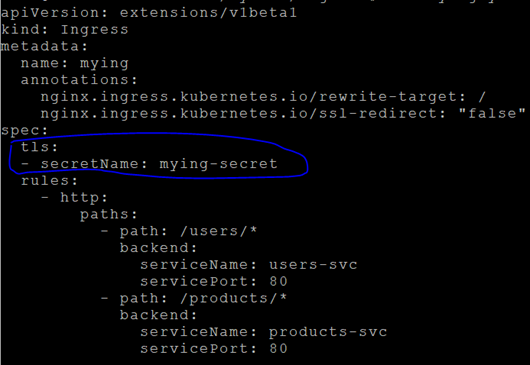 apiVersion: extensions/v1beta1
kind: Ingress
metadata:
  name: mying
  annotations:
    nginx.ingress.kubernetes.io/rewrite-target: /
    nginx.ingress.kubernetes.io/ssl-redirect: "false"
spec:
  tls:
  - secretName: mying-secret
  rules:
    - http:
        paths:
          - path: /users/*
            backend:
              serviceName: users-svc
              servicePort: 80
          - path: /products/*
            backend:
              serviceName: products-svc
              servicePort: 80